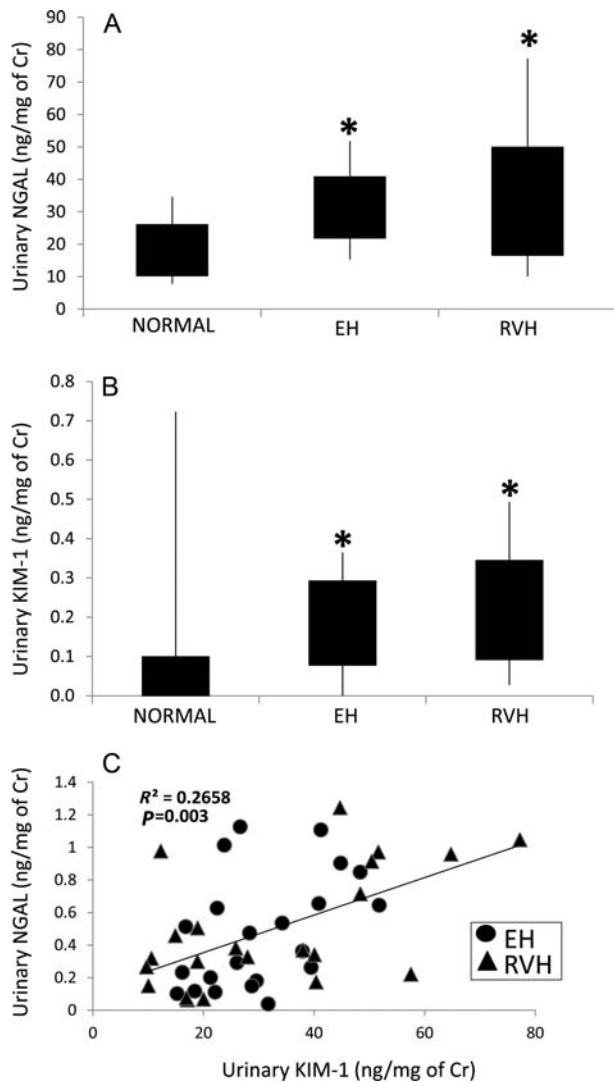 A
Urinary NGAL (ng/mg of Cr)
90
80
70
60
50
40
30
20
10
0
*
*
NORMAL
EH
RVH
B
Urinary KIM-1 (ng/mg of Cr)
0.8
0.7
0.6
0.5
0.4
0.3
0.2
0.1
0.0
*
*
NORMAL
EH
RVH
C
Urinary NGAL (ng/mg of Cr)
1.4
1.2
1
0.8
0.6
0.4
0.2
0
R² = 0.2658
P=0.003
EH
RVH
0
20
40
60
80
Urinary KIM-1 (ng/mg of Cr)